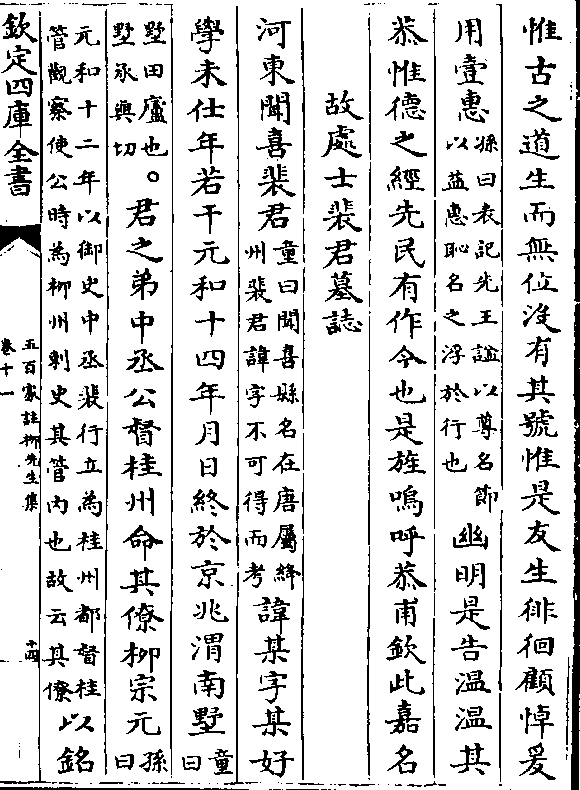 惟古之道生而無位没有其號惟是友生徘徊顧悼爰
用壹惠孫曰表記先王謚以尊名節以益惠恥名之浮於行也幽明是告温温其
恭惟德之經先民有作今也是旌嗚呼恭甫欽此嘉名
故處士裴君墓誌
河東聞喜裴君童曰聞喜縣名在唐屬絳州裴君諱字不可得而考諱某字某好
學未仕年若干元和十四年月日終於京兆渭南墅童曰
墅田廬也。墅承與切君之弟中丞公督桂州命其僚柳宗元孫曰
元和十二年以御史中丞裴行立為桂州都督桂管觀察使公時為柳州刺史其管内也故云其僚以銘
欽定四庫全書
五百家註柳先生集
卷十一
十四